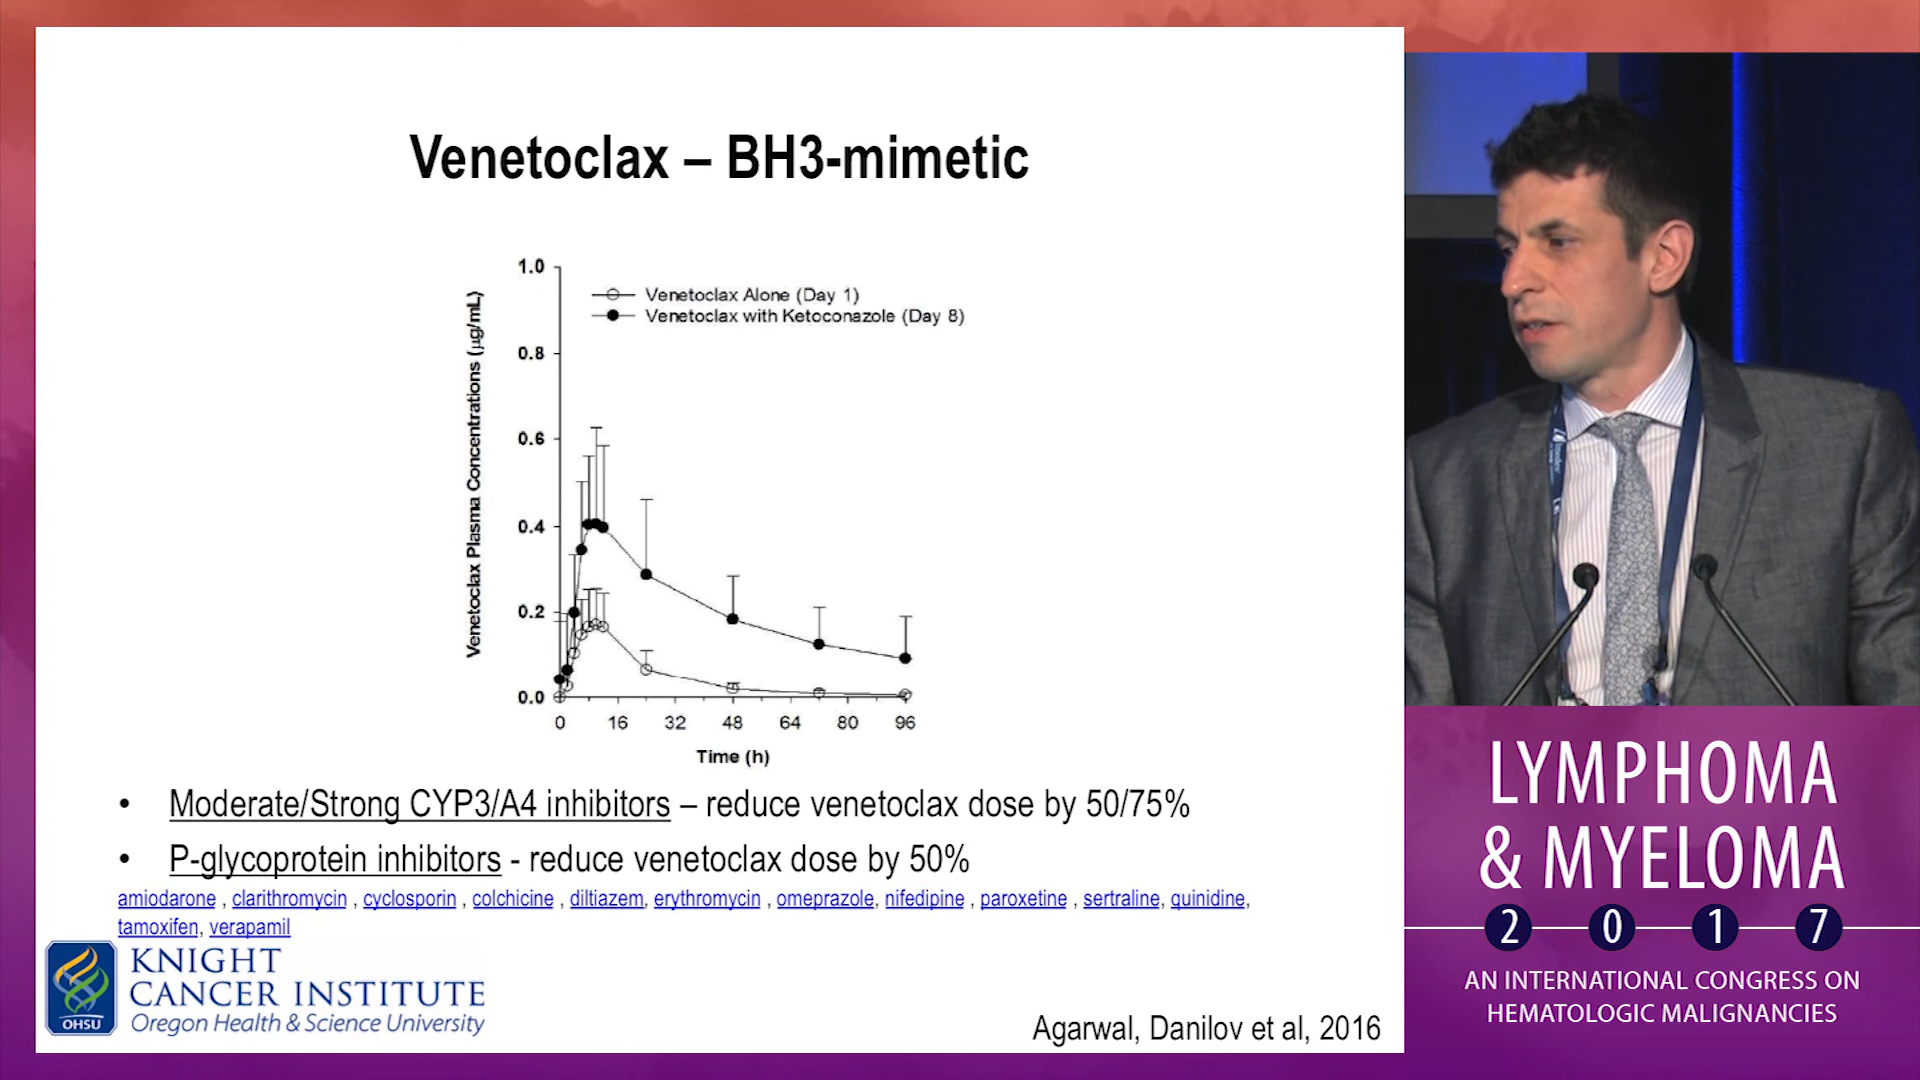 Venetoclax – BH3-mimetic
Venetoclax Plasma Concentrations (µg/mL)
1.0
0.8
0.6
0.4
0.2
0.0
Venetoclax Alone (Day 1)
Venetoclax with Ketoconazole (Day 8)
0 16 32 48 64 80 96
Time (h)
• Moderate/Strong CYP3/A4 inhibitors – reduce venetoclax dose by 50/75%
• P-glycoprotein inhibitors - reduce venetoclax dose by 50%
amiodarone , clarithromycin , cyclosporin , colchicine , diltiazem, erythromycin , omeprazole, nifedipine , paroxetine , sertraline, quinidine,
tamoxifen, verapamil
OHSU
KNIGHT
CANCER INSTITUTE
Oregon Health & Science University
Agarwal, Danilov et al, 2016
LYMPHOMA
& MYELOMA
2017
AN INTERNATIONAL CONGRESS ON
HEMATOLOGIC MALIGNANCIES